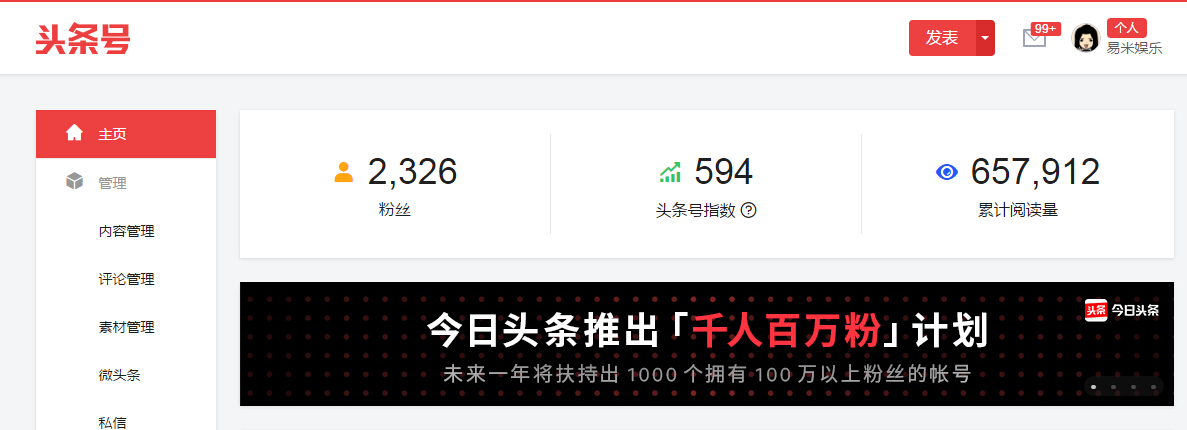 头条号
发表
99+
个人
易米娱乐
主页
管理
内容管理
评论管理
素材管理
微头条
私信
2,326
粉丝
594
头条号指数 ?
657,912
累计阅读量
头条 今日头条
今日头条推出「千人百万粉」计划
未来一年将扶持出 1000 个拥有 100 万以上粉丝的帐号